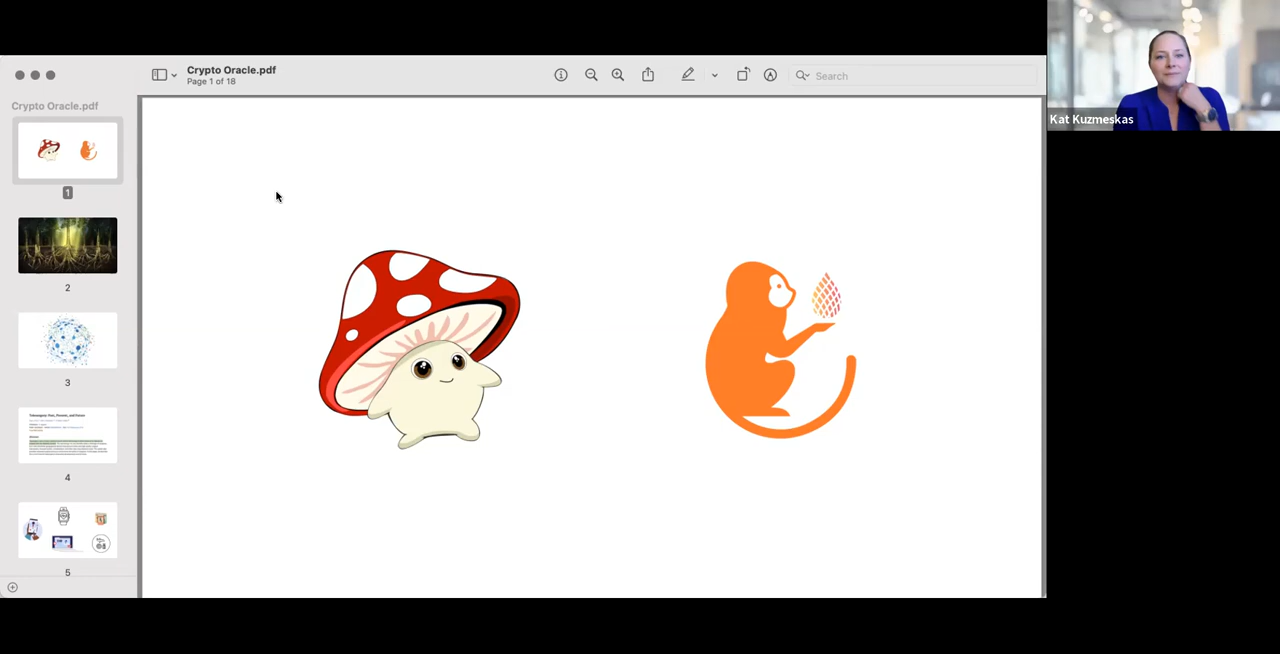 Crypto Oracle.pdf
Page 1 of 18
Search
Crypto Oracle.pdf
1
2
3
4
5
Kat Kuzmeskas